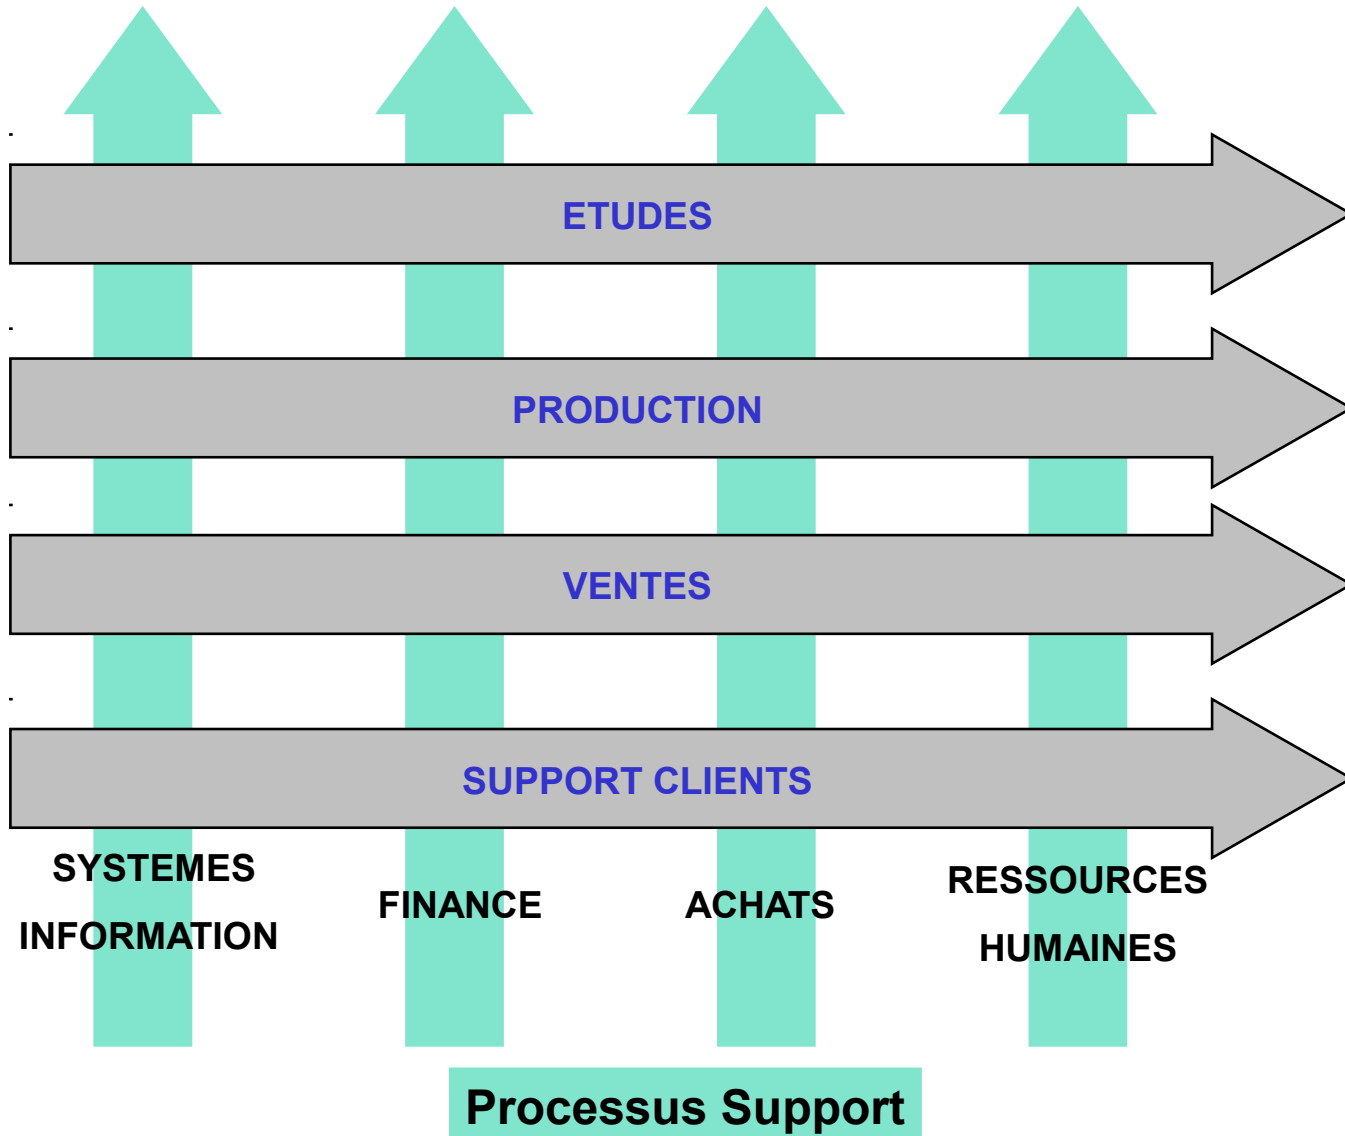 ETUDES
PRODUCTION
VENTES
SUPPORT CLIENTS
SYSTEMES
INFORMATION
FINANCE
ACHATS
RESSOURCES
HUMAINES
Processus Support